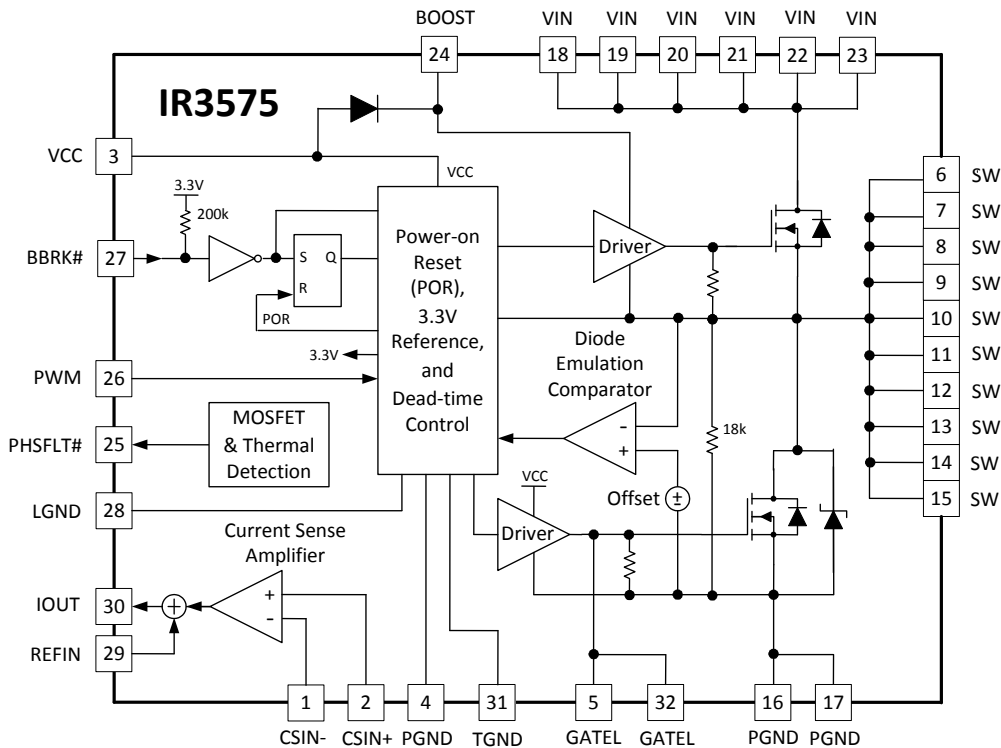 BOOST
VIN
VIN
VIN
VIN
VIN
VIN
24
18
19
20
21
22
23
IR3575
VCC
3
VCC
3.3V
200k
BBRK#
27
S
Q
R
POR
Power-on
Reset
(POR),
3.3V
Reference,
and
Dead-time
Control
3.3V
Driver
6
SW
7
SW
8
SW
9
SW
10
SW
11
SW
12
SW
13
SW
14
SW
15
SW
PWM
26
Diode
Emulation
Comparator
-
+
18k
Offset
±
PHSFLT#
25
MOSFET
& Thermal
Detection
LGND
28
VCC
Driver
Current Sense
Amplifier
+
-
IOUT
30
+
REFIN
29
1
2
4
31
5
32
16
17
CSIN-
CSIN+
PGND
TGND
GATEL
GATEL
PGND
PGND